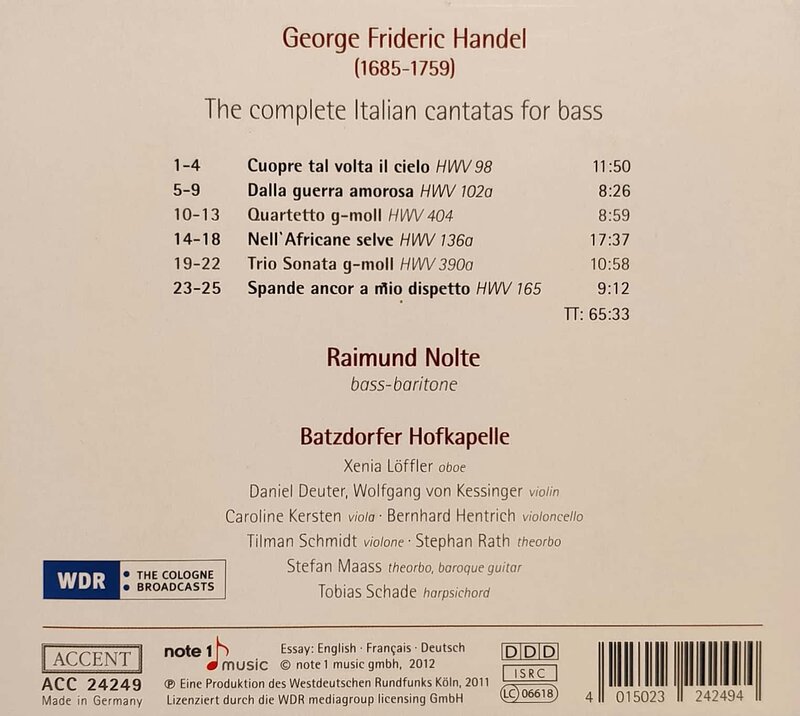 George Frideric Handel
(1685-1759)
The complete Italian cantatas for bass
1-4 Cuopre tal volta il cielo HWV 98 11:50
5-9 Dalla guerra amorosa HWV 102a 8:26
10-13 Quartetto g-moll HWV 404 8:59
14-18 Nell'Africane selve HWV 136a 17:37
19-22 Trio Sonata g-moll HWV 390a 10:58
23-25 Spande ancor a mio dispetto HWV 165 9:12
TT: 65:33
Raimund Nolte
bass-baritone
Batzdorfer Hofkapelle
Xenia Löffler oboe
Daniel Deuter, Wolfgang von Kessinger violin
Caroline Kersten viola · Bernhard Hentrich violoncello
Tilman Schmidt violone · Stephan Rath theorbo
Stefan Maass theorbo, baroque guitar
Tobias Schade harpsichord
WDR : THE COLOGNE
: BROADCASTS
ACCENT
ACC 24249
Made in Germany
note 1 music
Essay: English · Français · Deutsch
© note1 music gmbh, 2012
℗ Eine Produktion des Westdeutschen Rundfunks Köln, 2011
Lizenziert durch die WDR mediagroup licensing GmbH
DDD
ISRC
LC 06618
4 015023 242494